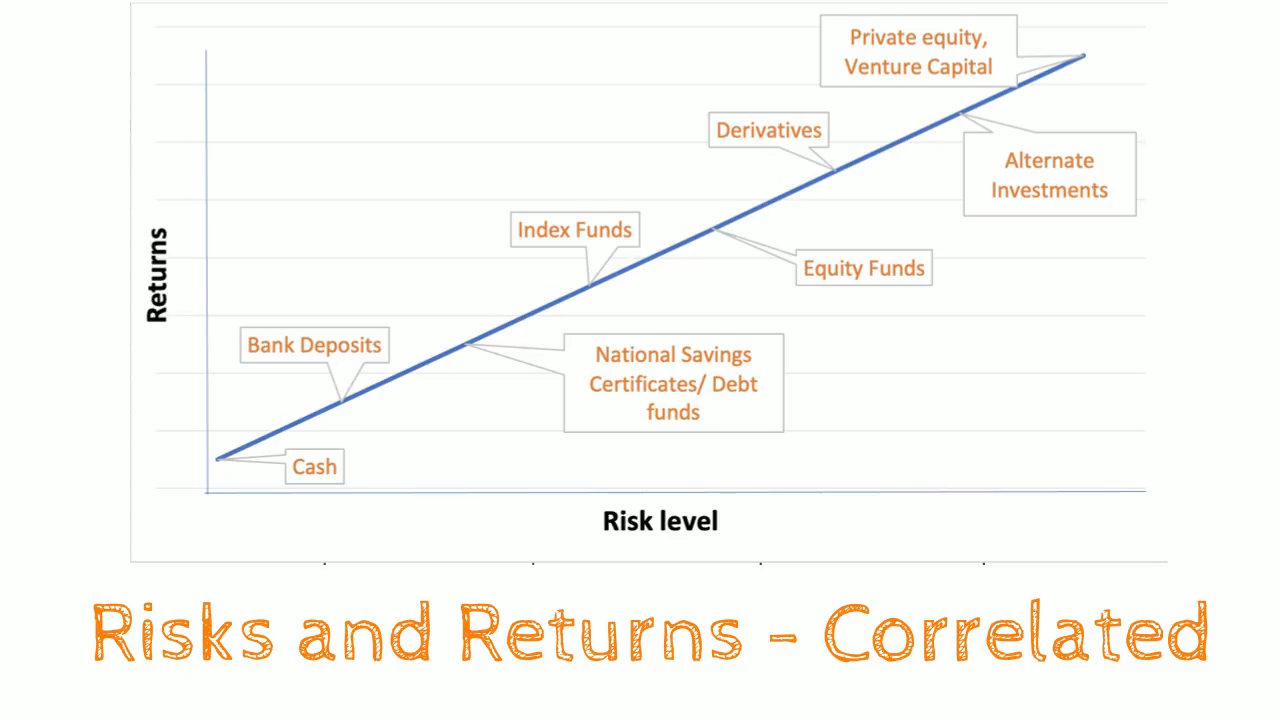 Private equity,
Venture Capital
Derivatives
Alternate
Investments
Index Funds
Equity Funds
Returns
Bank Deposits
National Savings
Certificates/ Debt
funds
Cash
Risk level
Risks and Returns - Correlated